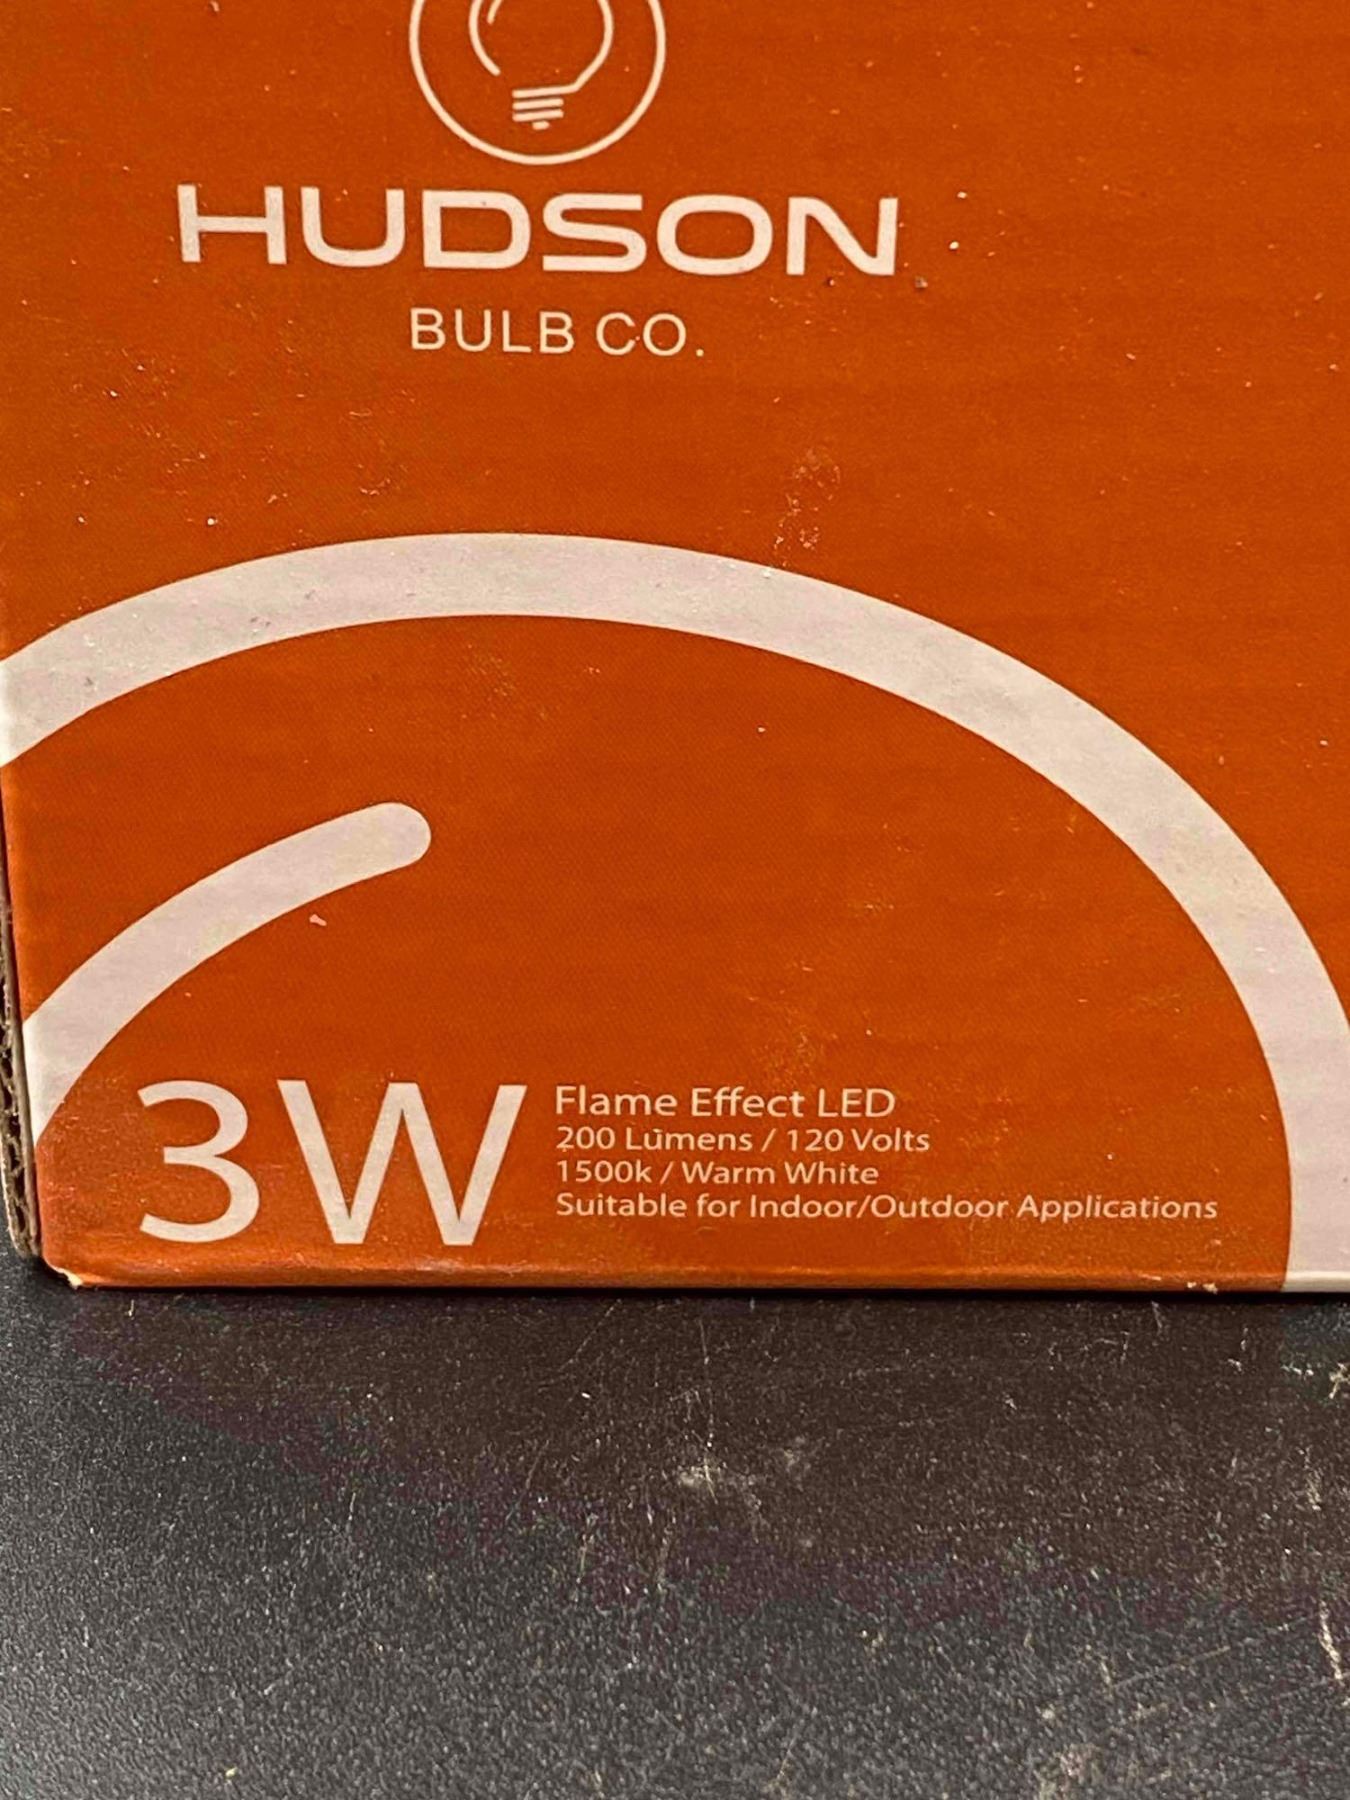 HUDSON
BULB CO.
3W
Flame Effect LED
200 Lumens / 120 Volts
1500k / Warm White
Suitable for Indoor/Outdoor Applications